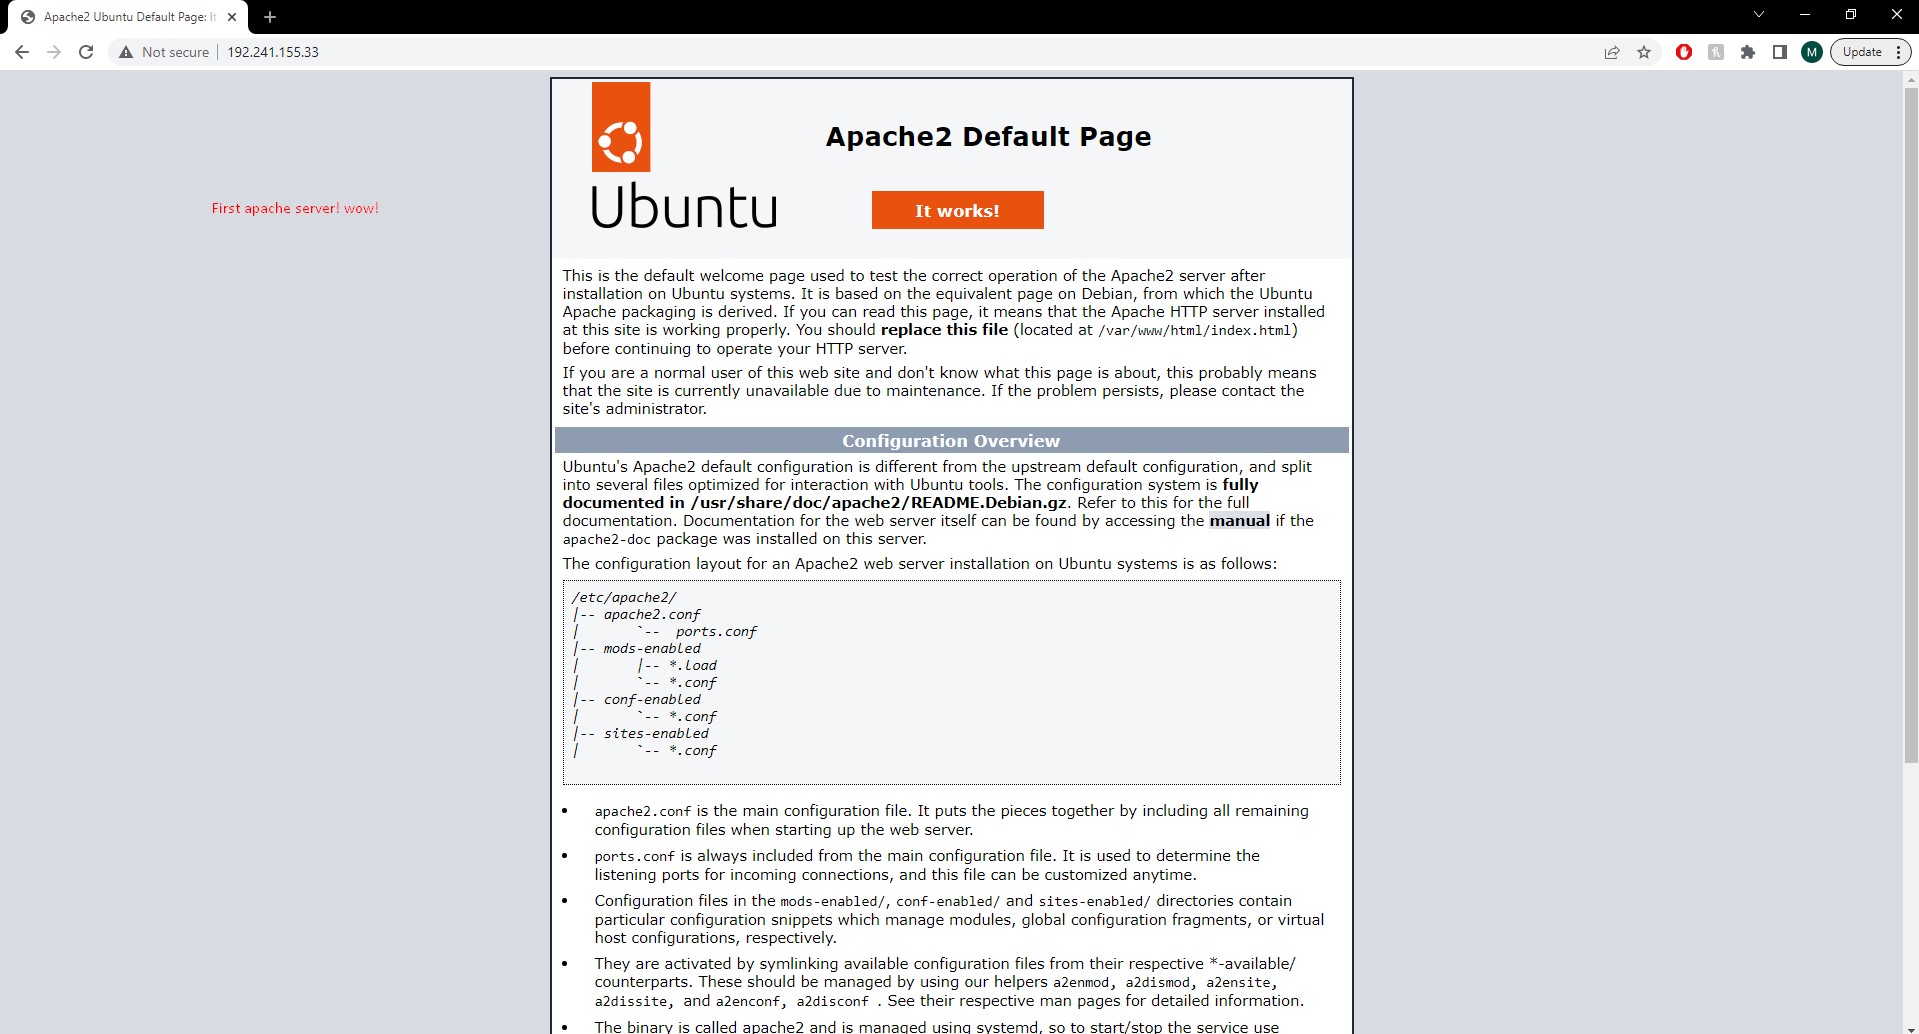 Apache2 Ubuntu Default Page: It
Not secure | 192.241.155.33
M
Update
First apache server! wow!
Ubuntu
Apache2 Default Page
It works!
This is the default welcome page used to test the correct operation of the Apache2 server after
installation on Ubuntu systems. It is based on the equivalent page on Debian, from which the Ubuntu
Apache packaging is derived. If you can read this page, it means that the Apache HTTP server installed
at this site is working properly. You should replace this file (located at /var/www/html/index.html)
before continuing to operate your HTTP server.
If you are a normal user of this web site and don't know what this page is about, this probably means
that the site is currently unavailable due to maintenance. If the problem persists, please contact the
site's administrator.
Configuration Overview
Ubuntu's Apache2 default configuration is different from the upstream default configuration, and split
into several files optimized for interaction with Ubuntu tools. The configuration system is fully
documented in /usr/share/doc/apache2/README.Debian.gz. Refer to this for the full
documentation. Documentation for the web server itself can be found by accessing the manual if the
apache2-doc package was installed on this server.
The configuration layout for an Apache2 web server installation on Ubuntu systems is as follows:
/etc/apache2/
|-- apache2.conf
|       `--  ports.conf
|-- mods-enabled
|       |-- *.load
|       `-- *.conf
|-- conf-enabled
|       `-- *.conf
|-- sites-enabled
|       `-- *.conf
• apache2.conf is the main configuration file. It puts the pieces together by including all remaining
configuration files when starting up the web server.
• ports.conf is always included from the main configuration file. It is used to determine the
listening ports for incoming connections, and this file can be customized anytime.
• Configuration files in the mods-enabled/, conf-enabled/ and sites-enabled/ directories contain
particular configuration snippets which manage modules, global configuration fragments, or virtual
host configurations, respectively.
• They are activated by symlinking available configuration files from their respective *-available/
counterparts. These should be managed by using our helpers a2enmod, a2dismod, a2ensite,
a2dissite, and a2enconf, a2disconf . See their respective man pages for detailed information.
• The binary is called apache2 and is managed using systemd, so to start/stop the service use